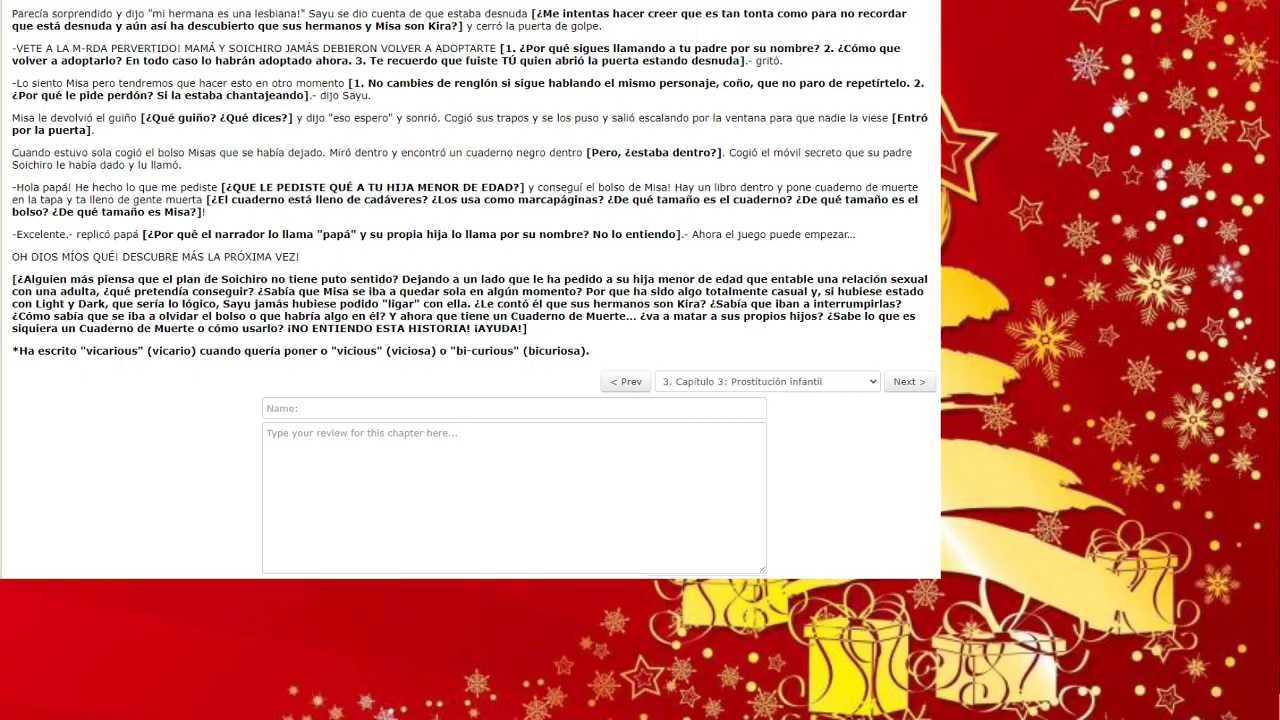 Parecía sorprendido y dijo "mi hermana es una lesbiana!" Sayu se dio cuenta de que estaba desnuda [¿Me intentas hacer creer que es tan tonta como para no recordar
que está desnuda y aún así ha descubierto que sus hermanos y Misa son Kira?] y cerró la puerta de golpe.
-VETE A LA M-RDA PERVERTIDO! MAMÁ Y SOICHIRO JAMÁS DEBIERON VOLVER A ADOPTARTE [1. ¿Por qué sigues llamando a tu padre por su nombre? 2. ¿Cómo que
volver a adoptarlo? En todo caso lo habrán adoptado ahora. 3. Te recuerdo que fuiste TÚ quien abrió la puerta estando desnuda].- gritó.
-Lo siento Misa pero tendremos que hacer esto en otro momento [1. No cambies de renglón si sigue hablando el mismo personaje, coño, que no paro de repetírtelo. 2.
¿Por qué le pide perdón? Si la estaba chantajeando].- dijo Sayu.
Misa le devolvió el guiño [¿Qué guiño? ¿Qué dices?] y dijo "eso espero" y sonrió. Cogió sus trapos y se los puso y salió escalando por la ventana para que nadie la viese [Entró
por la puerta].
Cuando estuvo sola cogió el bolso Misas que se había dejado. Miró dentro y encontró un cuaderno negro dentro [Pero, ¿estaba dentro?]. Cogió el móvil secreto que su padre
Soichiro le había dado y lu llamó.
-Hola papá! He hecho lo que me pediste [¿QUE LE PEDISTE QUÉ A TU HIJA MENOR DE EDAD?] y conseguí el bolso de Misa! Hay un libro dentro y pone cuaderno de muerte
en la tapa y ta lleno de gente muerta [¿El cuaderno está lleno de cadáveres? ¿Los usa como marcapáginas? ¿De qué tamaño es el cuaderno? ¿De qué tamaño es el
bolso? ¿De qué tamaño es Misa?]!
-Excelente.- replicó papá [¿Por qué el narrador lo llama "papá" y su propia hija lo llama por su nombre? No lo entiendo].- Ahora el juego puede empezar...
OH DIOS MÍOS QUÉ! DESCUBRE MÁS LA PRÓXIMA VEZ!
[¿Alguien más piensa que el plan de Soichiro no tiene puto sentido? Dejando a un lado que le ha pedido a su hija menor de edad que entable una relación sexual
con una adulta, ¿qué pretendía conseguir? ¿Sabía que Misa se iba a quedar sola en algún momento? Por que ha sido algo totalmente casual y, si hubiese estado
con Light y Dark, que sería lo lógico, Sayu jamás hubiese podido "ligar" con ella. ¿Le contó él que sus hermanos son Kira? ¿Sabía que iban a interrumpirlas?
¿Cómo sabía que se iba a olvidar el bolso o que habría algo en él? Y ahora que tiene un Cuaderno de Muerte... ¿va a matar a sus propios hijos? ¿Sabe lo que es
siquiera un Cuaderno de Muerte o cómo usarlo? ¡NO ENTIENDO ESTA HISTORIA! ¡AYUDA!]
*Ha escrito "vicarious" (vicario) cuando quería poner o "vicious" (viciosa) o "bi-curious" (bicuriosa).
< Prev 3. Capítulo 3: Prostitución infantil Next >
Name:
Type your review for this chapter here...